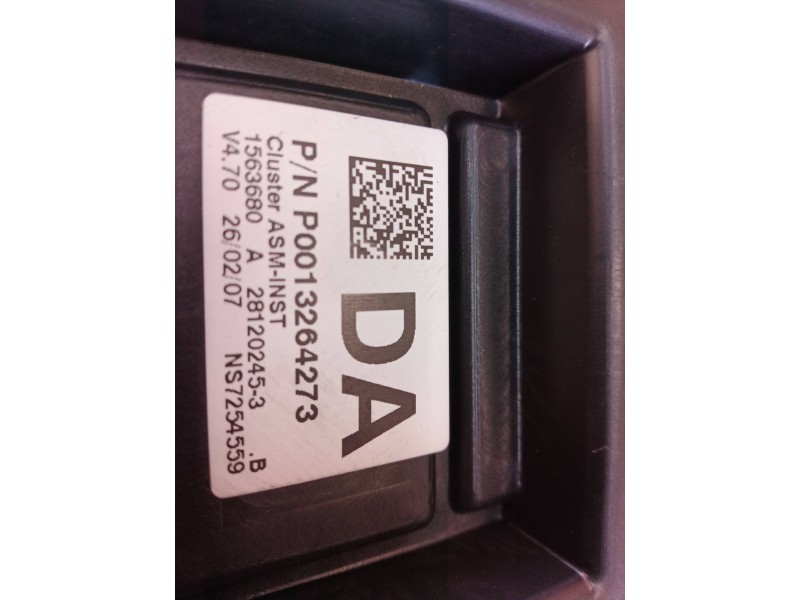 DA
P/N P0013264273
Cluster ASM-INST
1563680 A 28120245-3 .B
V4.70 26/02/07 NS7254559